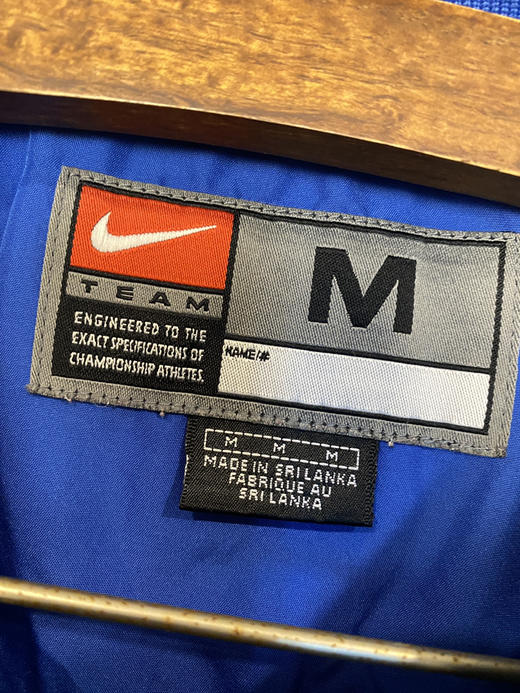 TEAM
ENGINEERED TO THE
EXACT SPECIFICATIONS OF
CHAMPIONSHIP ATHLETES.
M
NAME/#
M M M
MADE IN SRI LANKA
FABRIQUE AU
SRI LANKA